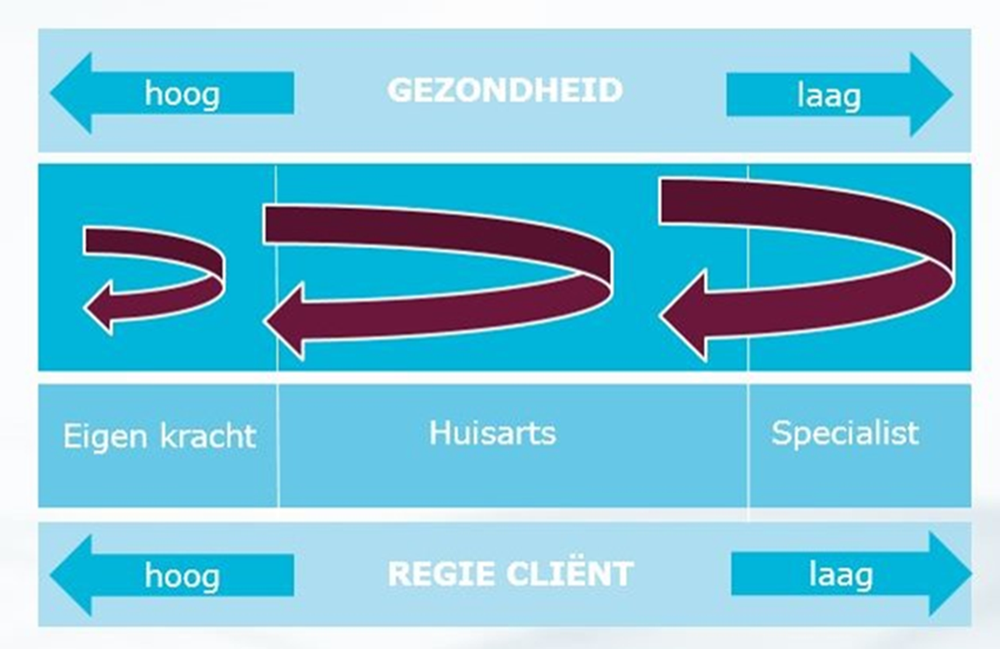 hoog GEZONDHEID laag
Eigen kracht Huisarts Specialist
hoog REGIE CLIËNT laag